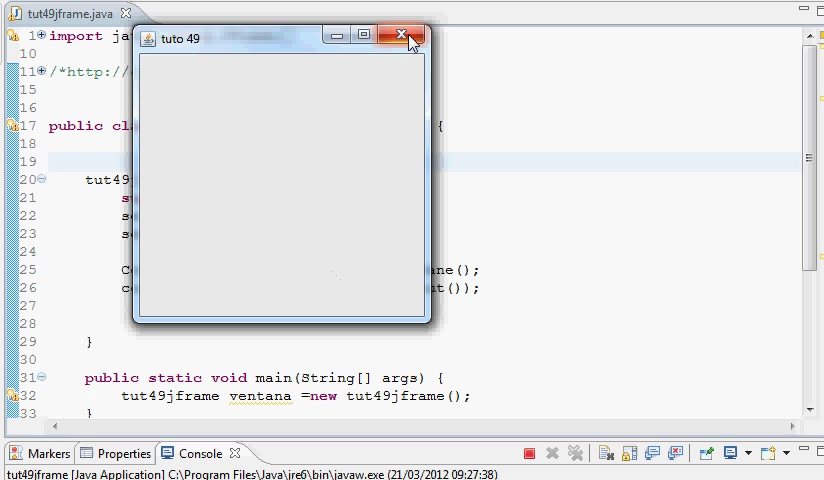 tut49jframe.java
tuto 49
1 import ja
10
11 /*http://
15
16
17 public cla {
18
19
20 tut49
21
22 s
23 s
24
25 C ne();
26 c t());
27
28
29 }
30
31 public static void main(String[] args) {
32 tut49jframe ventana =new tut49jframe();
33 }
Markers Properties Console
tut49jframe [Java Application] C:\Program Files\Java\jre6\bin\javaw.exe (21/03/2012 09:27:38)